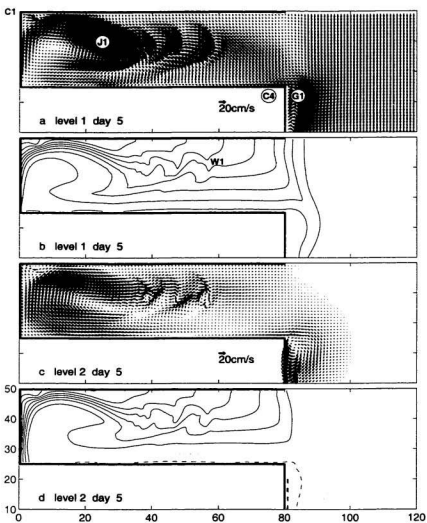 C1
J1
C4 G1
20cm/s
a level 1 day 5
W1
b level 1 day 5
20cm/s
c level 2 day 5
50
40
30
20
10
d level 2 day 5
0 20 40 60 80 100 120